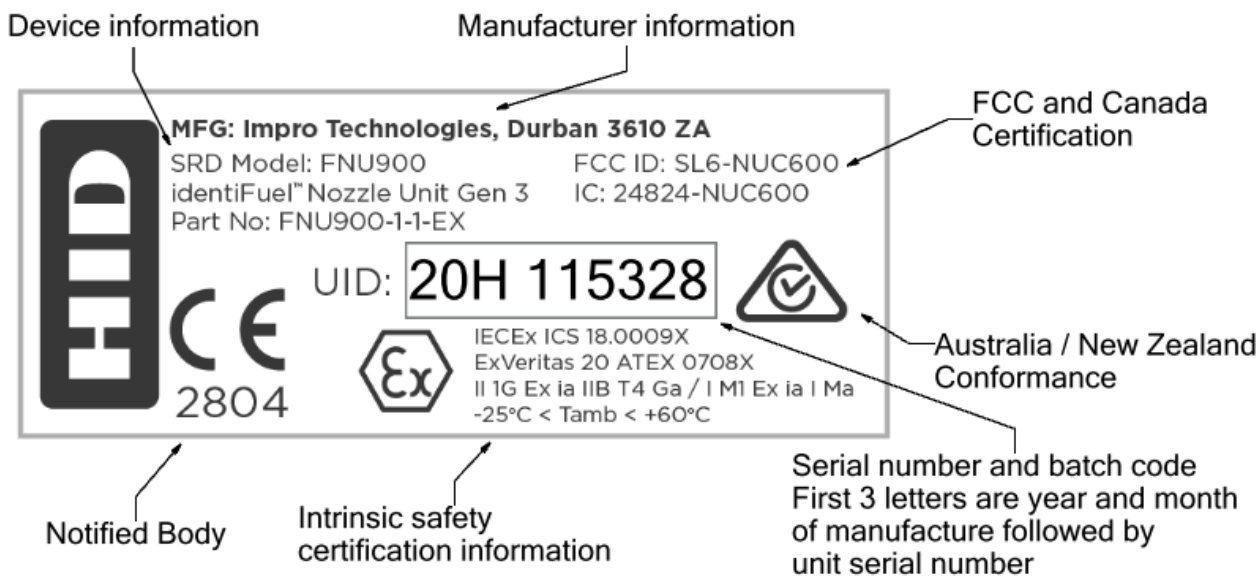 Device information
Manufacturer information
FCC and Canada
Certification
MFG: Impro Technologies, Durban 3610 ZA
SRD Model: FNU900
identiFuel™ Nozzle Unit Gen 3
Part No: FNU900-1-1-EX
FCC ID: SL6-NUC600
IC: 24824-NUC600
HID
UID: 20H 115328
CE
2804
Ex
IECEx ICS 18.0009X
ExVeritas 20 ATEX 0708X
II 1G Ex ia IIB T4 Ga / I M1 Ex ia I Ma
-25°C < Tamb < +60°C
Australia / New Zealand
Conformance
Notified Body
Intrinsic safety
certification information
Serial number and batch code
First 3 letters are year and month
of manufacture followed by
unit serial number